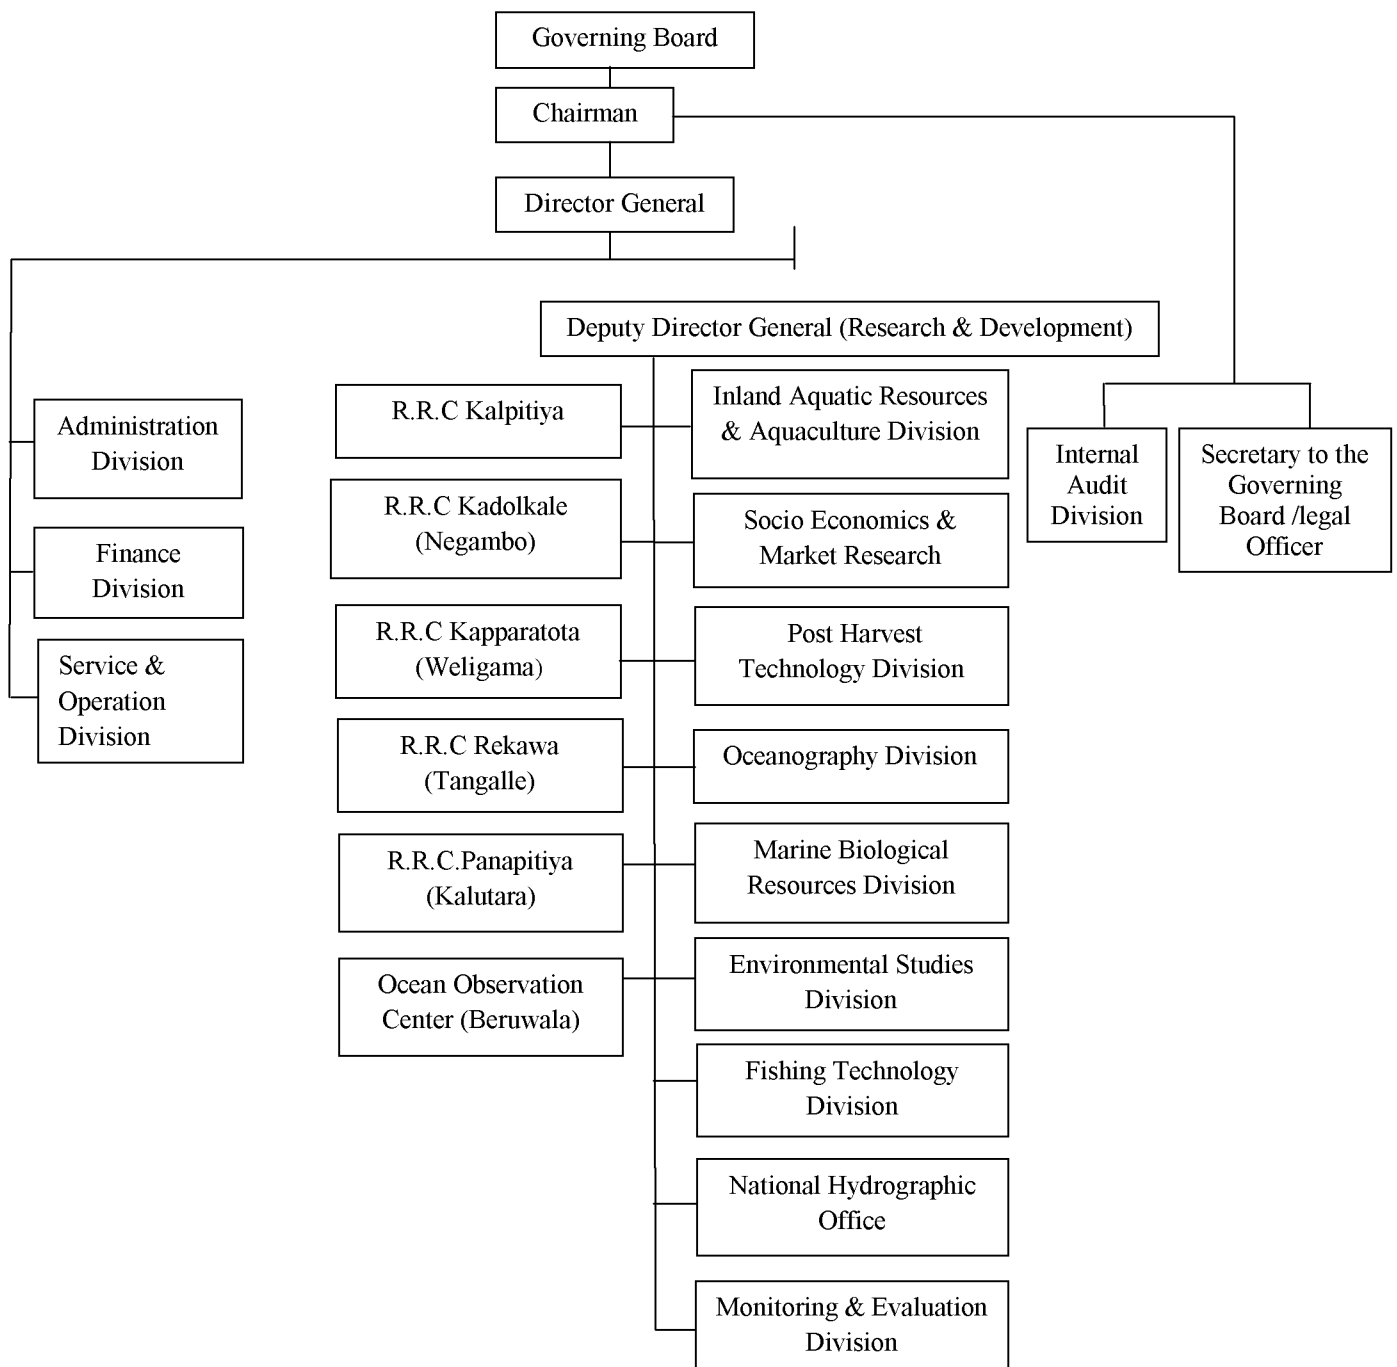 Governing Board
Chairman
Director General
Deputy Director General (Research & Development)
Administration
Division
Finance
Division
Service &
Operation
Division
R.R.C Kalpitiya
R.R.C Kadolkale
(Negambo)
R.R.C Kapparatota
(Weligama)
R.R.C Rekawa
(Tangalle)
R.R.C.Panapitiya
(Kalutara)
Ocean Observation
Center (Beruwala)
Inland Aquatic Resources
& Aquaculture Division
Socio Economics &
Market Research
Post Harvest
Technology Division
Oceanography Division
Marine Biological
Resources Division
Environmental Studies
Division
Fishing Technology
Division
National Hydrographic
Office
Monitoring & Evaluation
Division
Internal
Audit
Division
Secretary to the
Governing
Board /legal
Officer